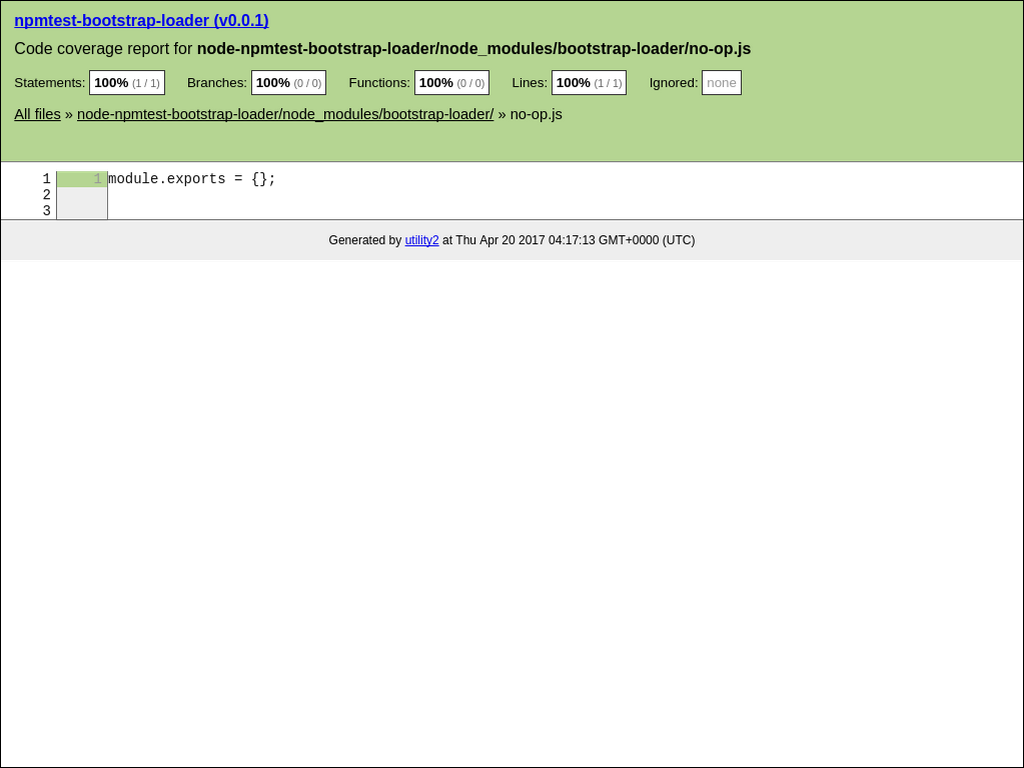 npmtest-bootstrap-loader (v0.0.1)
Code coverage report for node-npmtest-bootstrap-loader/node_modules/bootstrap-loader/no-op.js
Statements: 100% (1 / 1) Branches: 100% (0 / 0) Functions: 100% (0 / 0) Lines: 100% (1 / 1) Ignored: none
All files » node-npmtest-bootstrap-loader/node_modules/bootstrap-loader/ » no-op.js
1 1 module.exports = {};
2
3
Generated by utility2 at Thu Apr 20 2017 04:17:13 GMT+0000 (UTC)